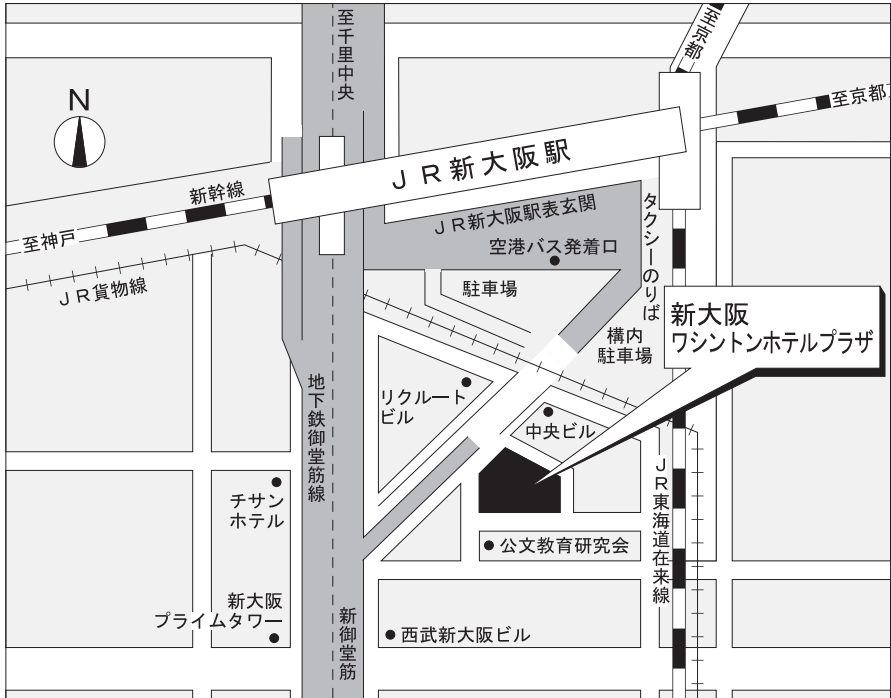 至千里中央
至京都
至京都
N
JR新大阪駅
新幹線
至神戸
JR貨物線
JR新大阪駅表玄関
空港バス発着口
タクシーのりば
駐車場
構内
駐車場
新大阪
ワシントンホテルプラザ
地下鉄御堂筋線
リクルート
ビル
中央ビル
チサン
ホテル
JR東海道在来線
公文教育研究会
新大阪
プライムタワー
新御堂筋
西武新大阪ビル